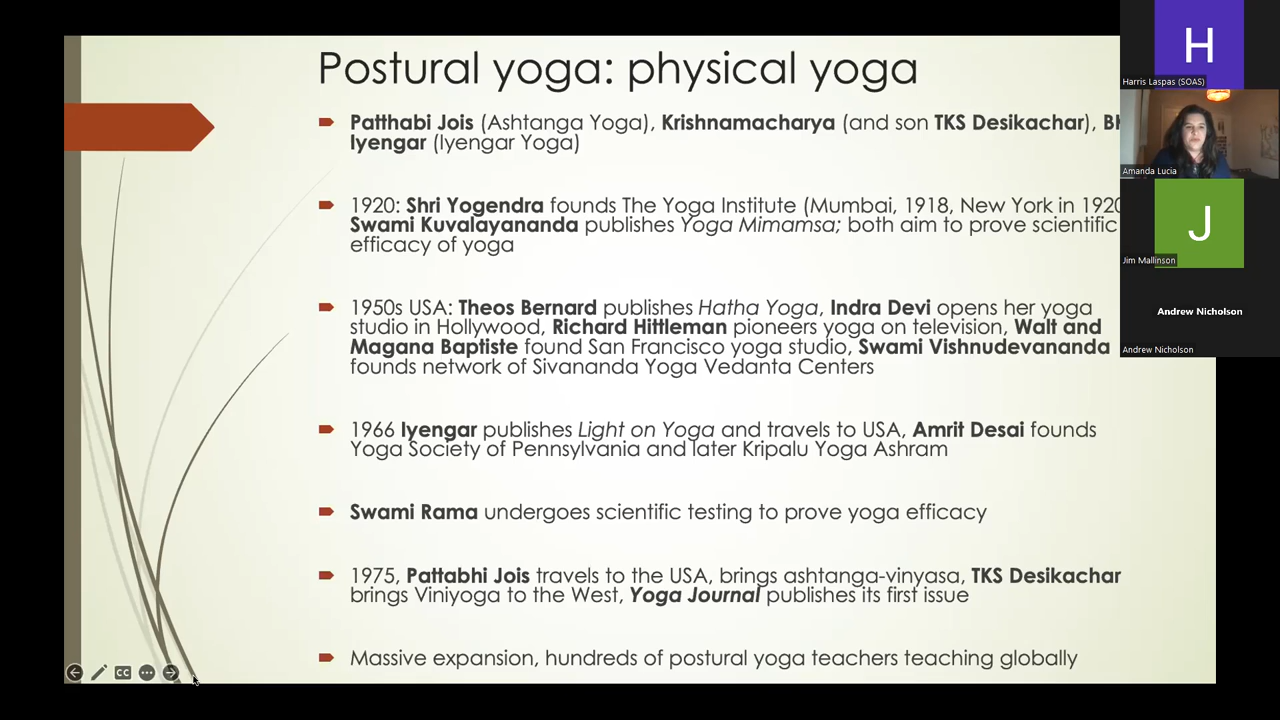 Postural yoga: physical yoga
Patthabi Jois (Ashtanga Yoga), Krishnamacharya (and son TKS Desikachar),
Iyengar (Iyengar Yoga)
1920: Shri Yogendra founds The Yoga Institute (Mumbai, 1918, New York in 1920
Swami Kuvalayananda publishes Yoga Mimamsa; both aim to prove scientific
efficacy of yoga
1950s USA: Theos Bernard publishes Hatha Yoga, Indra Devi opens her yoga
studio in Hollywood, Richard Hittleman pioneers yoga on television, Walt and
Magana Baptiste found San Francisco yoga studio, Swami Vishnudevananda
founds network of Sivananda Yoga Vedanta Centers
1966 Iyengar publishes Light on Yoga and travels to USA, Amrit Desai founds
Yoga Society of Pennsylvania and later Kripalu Yoga Ashram
Swami Rama undergoes scientific testing to prove yoga efficacy
1975, Pattabhi Jois travels to the USA, brings ashtanga-vinyasa, TKS Desikachar
brings Viniyoga to the West, Yoga Journal publishes its first issue
Massive expansion, hundreds of postural yoga teachers teaching globally
CC
H
Harris Laspas (SOAS)
Amanda Lucia
J
Jim Mallinson
Andrew Nicholson
Andrew Nicholson